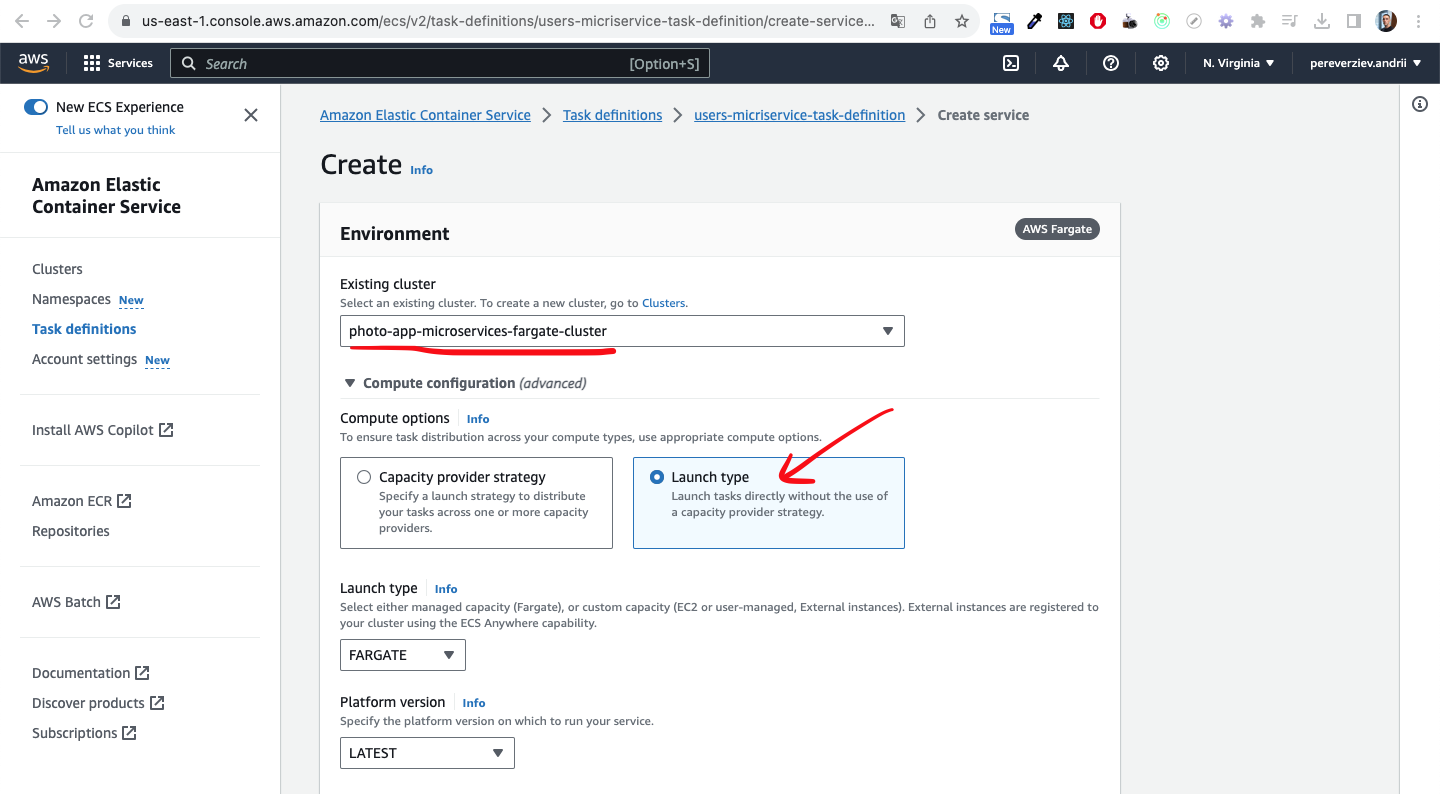 us-east-1.console.aws.amazon.com/ecs/v2/task-definitions/users-micriservice-task-definition/create-service...
New
aws
Services
Search
[Option+S]
N. Virginia
pereverziev.andrii
New ECS Experience
Tell us what you think
Amazon Elastic
Container Service
Clusters
Namespaces New
Task definitions
Account settings New
Install AWS Copilot
Amazon ECR
Repositories
AWS Batch
Documentation
Discover products
Subscriptions
Amazon Elastic Container Service > Task definitions > users-micriservice-task-definition > Create service
Create Info
Environment
AWS Fargate
Existing cluster
Select an existing cluster. To create a new cluster, go to Clusters.
photo-app-microservices-fargate-cluster
Compute configuration (advanced)
Compute options Info
To ensure task distribution across your compute types, use appropriate compute options.
Capacity provider strategy
Specify a launch strategy to distribute
your tasks across one or more capacity
providers.
Launch type
Launch tasks directly without the use of
a capacity provider strategy.
Launch type Info
Select either managed capacity (Fargate), or custom capacity (EC2 or user-managed, External instances). External instances are registered to
your cluster using the ECS Anywhere capability.
FARGATE
Platform version Info
Specify the platform version on which to run your service.
LATEST